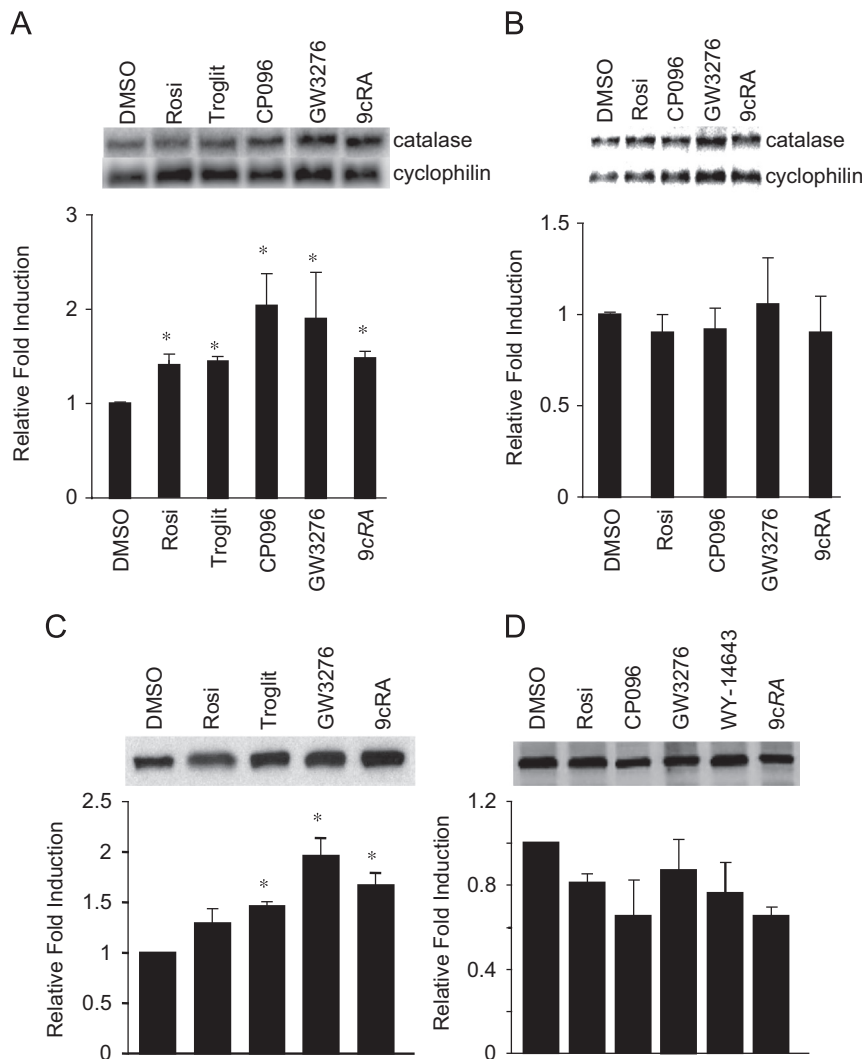 A
DMSO
Rosi
Troglit
CP096
GW3276
9cRA
catalase
cyclophilin
3
2
1
0
Relative Fold Induction
*
*
*
*
*
DMSO
Rosi
Troglit
CP096
GW3276
9cRA
B
DMSO
Rosi
CP096
GW3276
9cRA
catalase
cyclophilin
1.5
1
0.5
0
Relative Fold Induction
DMSO
Rosi
CP096
GW3276
9cRA
C
DMSO
Rosi
Troglit
GW3276
9cRA
2.5
2
1.5
1
0.5
0
Relative Fold Induction
*
*
*
D
DMSO
Rosi
CP096
GW3276
WY-14643
9cRA
1.2
0.8
0.4
0
Relative Fold Induction